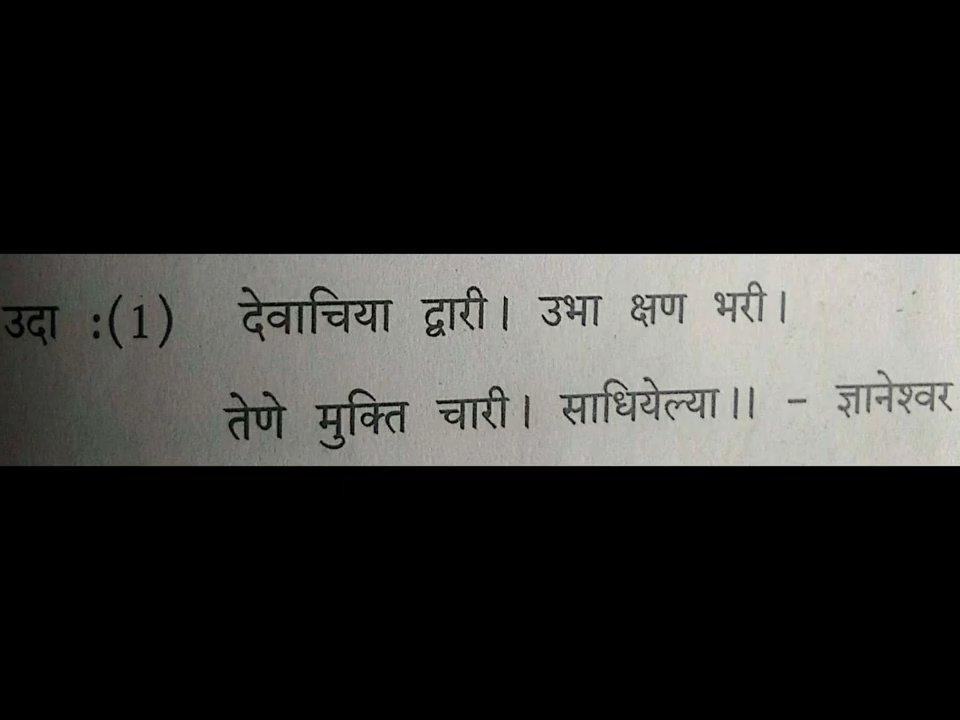 उदा :(1) देवाचिया द्वारी। उभा क्षण भरी।
तेणे मुक्ति चारी। साधियेल्या।। - ज्ञानेश्वर